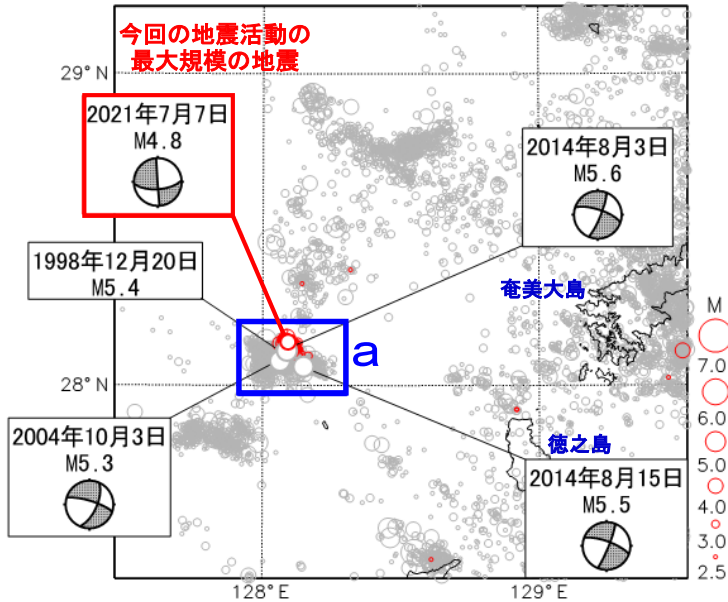 今回の地震活動の
最大規模の地震
29°N
2021年7月7日
M4.8
2014年8月3日
M5.6
1998年12月20日
M5.4
奄美大島
a
M
7.0
6.0
5.0
4.0
3.0
2.5
28°N
2004年10月3日
M5.3
徳之島
2014年8月15日
M5.5
128°E
129°E